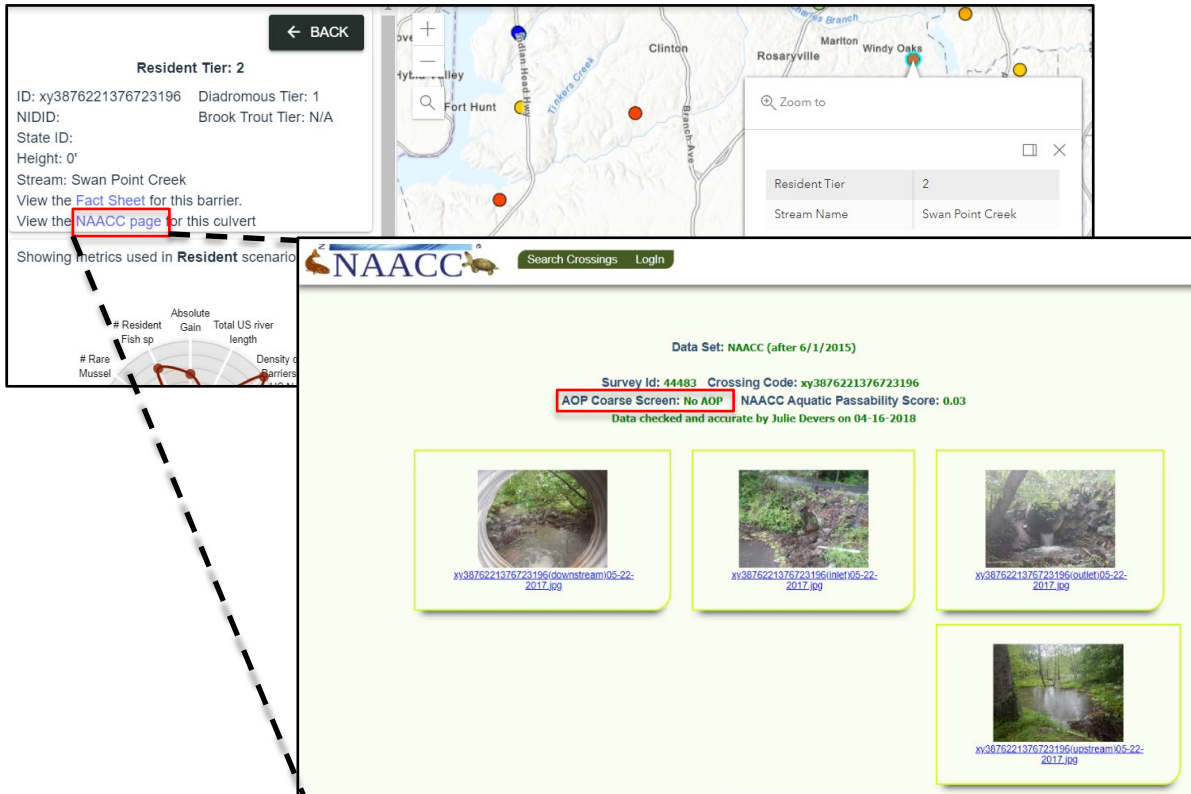 ← BACK
Resident Tier: 2
ID: xy3876221376723196 Diadromous Tier: 1
NIDID: Brook Trout Tier: N/A
State ID:
Height: 0'
Stream: Swan Point Creek
View the Fact Sheet for this barrier.
View the NAACC page for this culvert
Showing metrics used in Resident scenario
Absolute
Gain
# Resident
Fish sp
Total US river
length
# Rare
Mussel
Density
Barriers
Charles Branch
Clinton
Rosaryville
Marlton
Windy Oaks
Indian Head Hwy
Tinkers Creek
Valley
Fort Hunt
Branch Ave
Zoom to
Resident Tier 2
Stream Name Swan Point Creek
NAACC
Search Crossings LogIn
Data Set: NAACC (after 6/1/2015)
Survey Id: 44483 Crossing Code: xy3876221376723196
AOP Coarse Screen: No AOP NAACC Aquatic Passability Score: 0.03
Data checked and accurate by Julie Devers on 04-16-2018
xy3876221376723196(downstream)05-22-
2017.jpg
xy3876221376723196(inlet)05-22-
2017.jpg
xy3876221376723196(outlet)05-22-
2017.jpg
xy3876221376723196(upstream)05-22-
2017.jpg